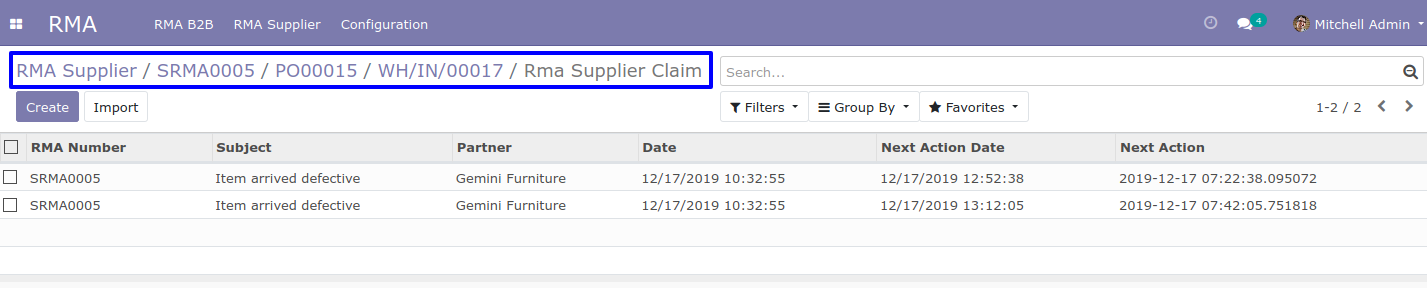 RMA RMA B2B RMA Supplier Configuration 4 Mitchell Admin
RMA Supplier / SRMA0005 / PO00015 / WH/IN/00017 / Rma Supplier Claim Search...
Create Import Filters Group By Favorites 1-2 / 2
RMA Number Subject Partner Date Next Action Date Next Action
SRMA0005 Item arrived defective Gemini Furniture 12/17/2019 10:32:55 12/17/2019 12:52:38 2019-12-17 07:22:38.095072
SRMA0005 Item arrived defective Gemini Furniture 12/17/2019 10:32:55 12/17/2019 13:12:05 2019-12-17 07:42:05.751818